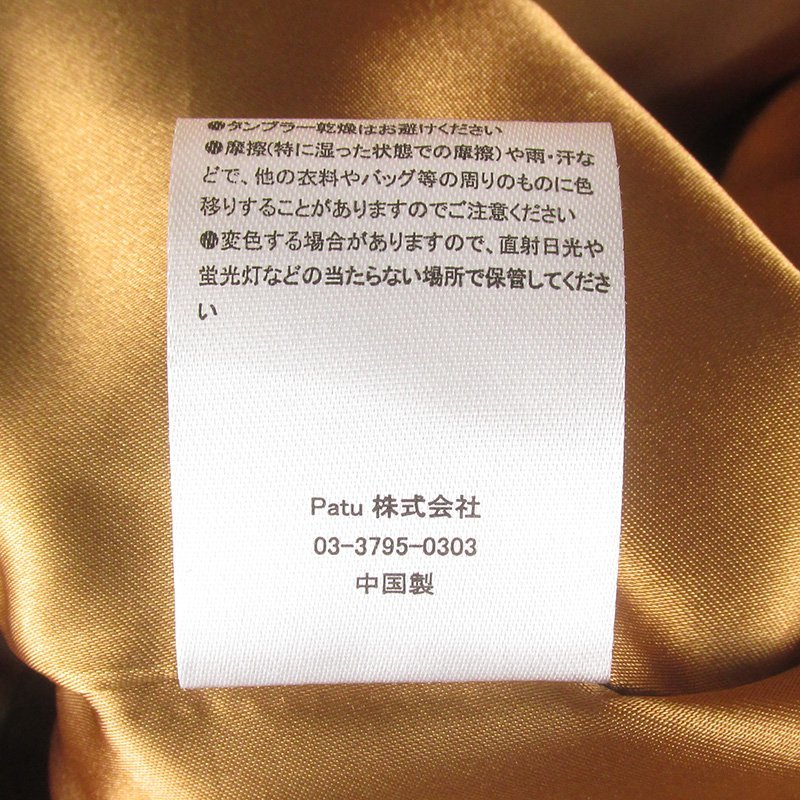 ●タンブラー乾燥はお避けください
●摩擦(特に湿った状態での摩擦)や雨・汗な
どで、他の衣料やバッグ等の周りのものに色
移りすることがありますのでご注意ください
●変色する場合がありますので、直射日光や
蛍光灯などの当たらない場所で保管してくださ
い
Patu 株式会社
03-3795-0303
中国製